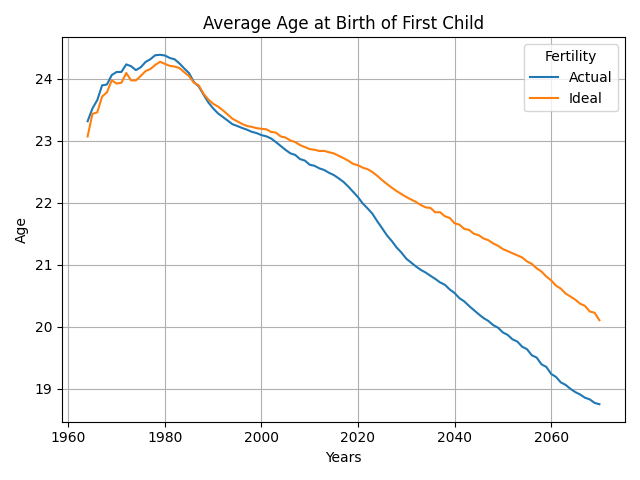 Average Age at Birth of First Child
Fertility
Actual
Ideal
Age
24
23
22
21
20
19
1960
1980
2000
2020
2040
2060
Years